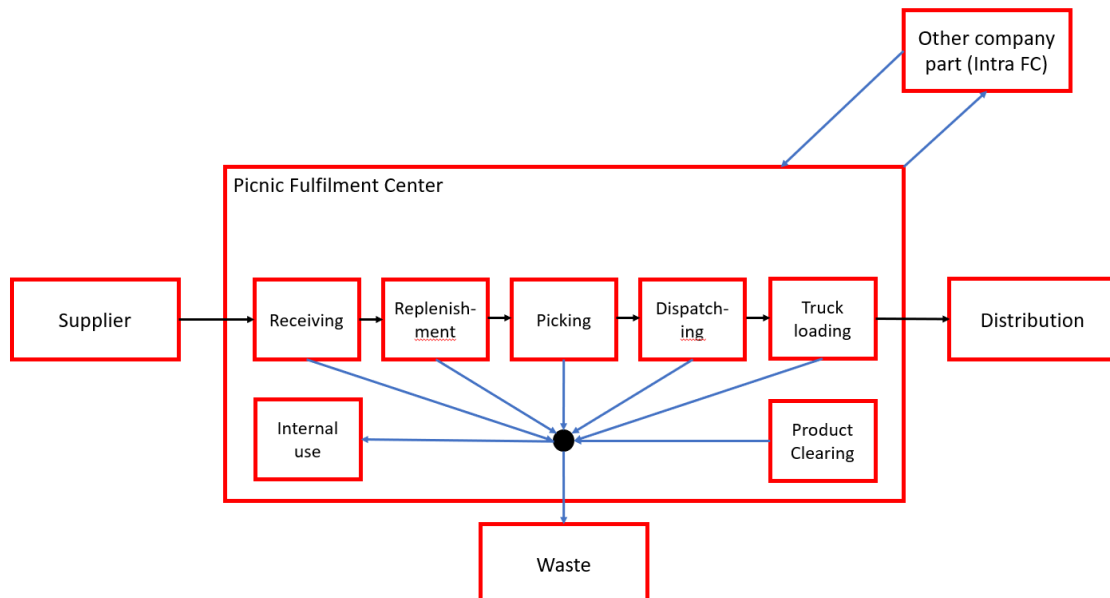 Other company
part (Intra FC)
Picnic Fulfilment Center
Supplier
Receiving
Replenish-
ment
Picking
Dispatch-
ing
Truck
loading
Distribution
Internal
use
Product
Clearing
Waste